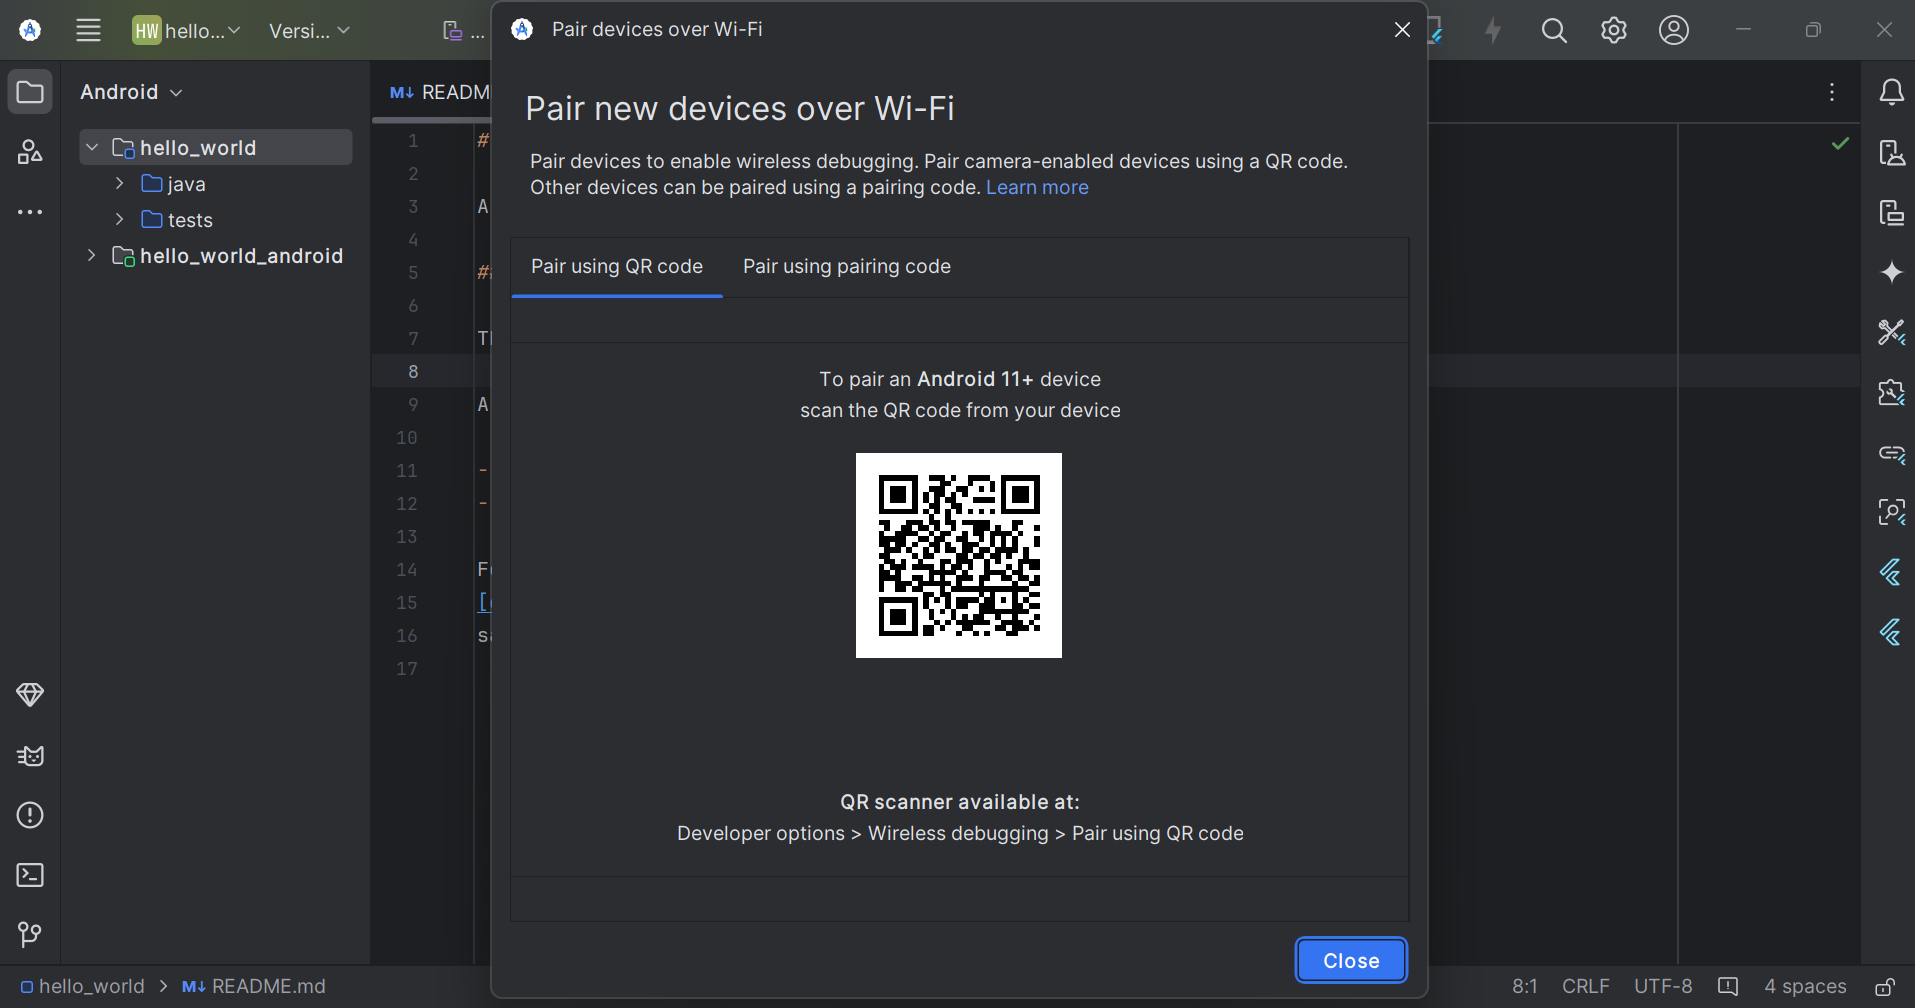 HW hello...
Versi...
...
Pair devices over Wi-Fi
Android
hello_world
java
tests
hello_world_android
M↓ README
1 #
2
3 A
4
5 ##
6
7
8
9 A
10
11 -
12 -
13
14
15 [
16
17
Pair new devices over Wi-Fi
Pair devices to enable wireless debugging. Pair camera-enabled devices using a QR code.
Other devices can be paired using a pairing code. Learn more
Pair using QR code
Pair using pairing code
To pair an Android 11+ device
scan the QR code from your device
QR scanner available at:
Developer options > Wireless debugging > Pair using QR code
Close
hello_world > M↓ README.md
8:1 CRLF UTF-8 4 spaces